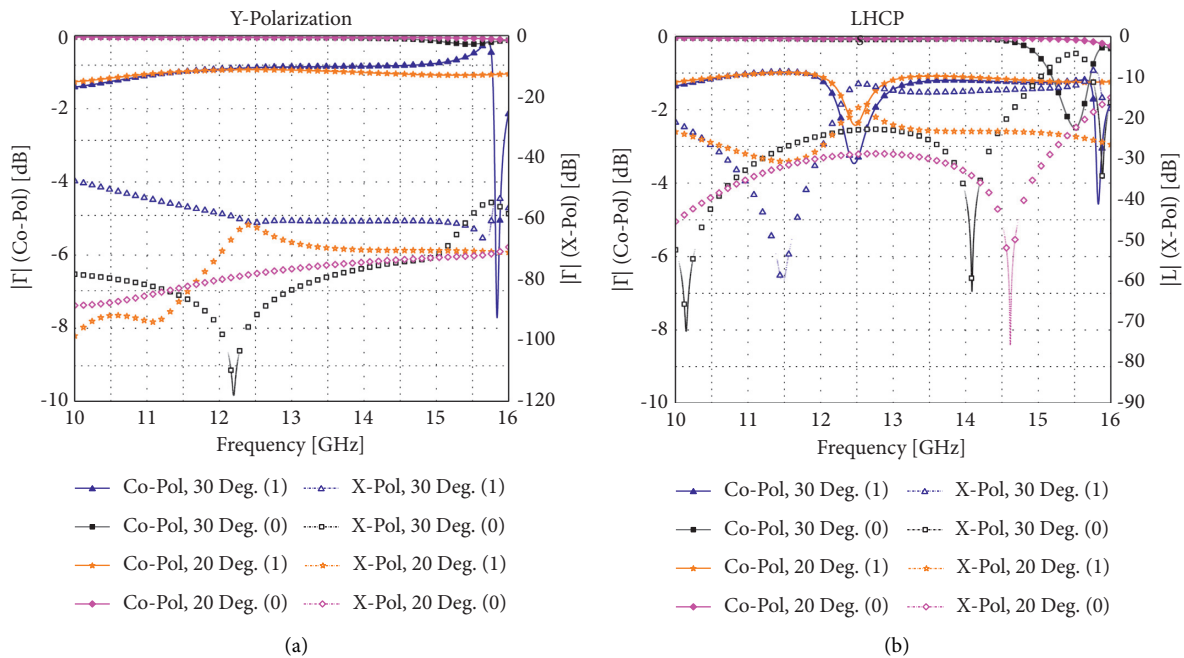 Y-Polarization
0
-2
-4
-6
-8
-10
|Γ| (Co-Pol) [dB]
0
-20
-40
-60
-80
-100
-120
|Γ| (X-Pol) [dB]
10 11 12 13 14 15 16
Frequency [GHz]
Co-Pol, 30 Deg. (1)
X-Pol, 30 Deg. (1)
Co-Pol, 30 Deg. (0)
X-Pol, 30 Deg. (0)
Co-Pol, 20 Deg. (1)
X-Pol, 20 Deg. (1)
Co-Pol, 20 Deg. (0)
X-Pol, 20 Deg. (0)
(a)
LHCP
S
0
-2
-4
-6
-8
-10
|Γ| (Co-Pol) [dB]
0
-10
-20
-30
-40
-50
-60
-70
-80
-90
|L| (X-Pol) [dB]
10 11 12 13 14 15 16
Frequency [GHz]
Co-Pol, 30 Deg. (1)
X-Pol, 30 Deg. (1)
Co-Pol, 30 Deg. (0)
X-Pol, 30 Deg. (0)
Co-Pol, 20 Deg. (1)
X-Pol, 20 Deg. (1)
Co-Pol, 20 Deg. (0)
X-Pol, 20 Deg. (0)
(b)